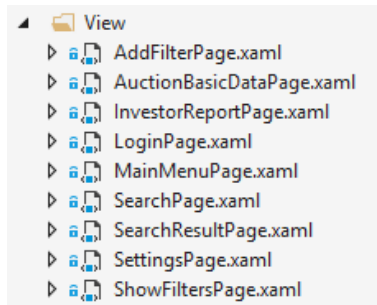 View
AddFilterPage.xaml
AuctionBasicDataPage.xaml
InvestorReportPage.xaml
LoginPage.xaml
MainMenuPage.xaml
SearchPage.xaml
SearchResultPage.xaml
SettingsPage.xaml
ShowFiltersPage.xaml